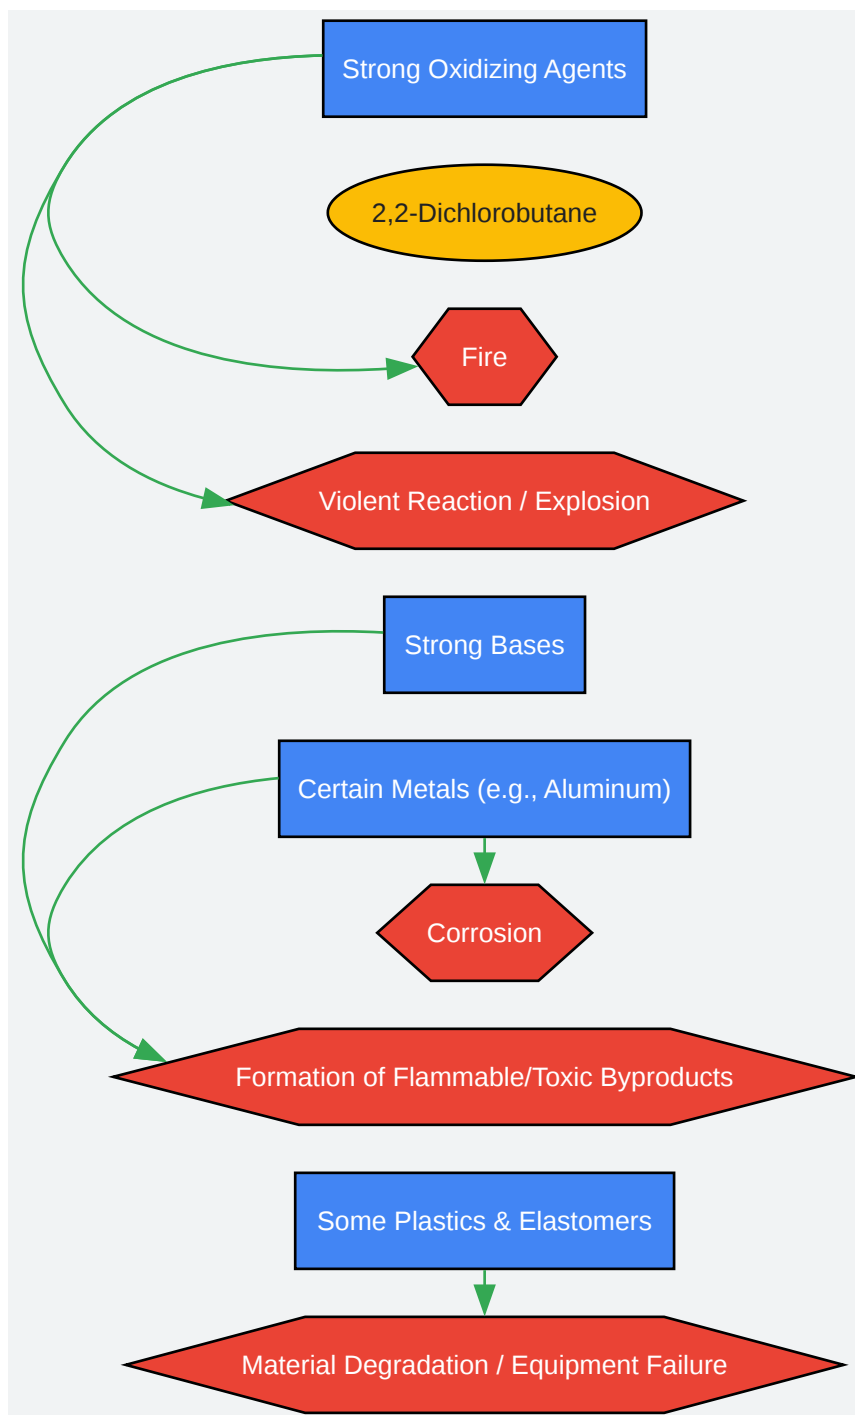 Strong Oxidizing Agents
2,2-Dichlorobutane
Fire
Violent Reaction / Explosion
Strong Bases
Certain Metals (e.g., Aluminum)
Corrosion
Formation of Flammable/Toxic Byproducts
Some Plastics & Elastomers
Material Degradation / Equipment Failure